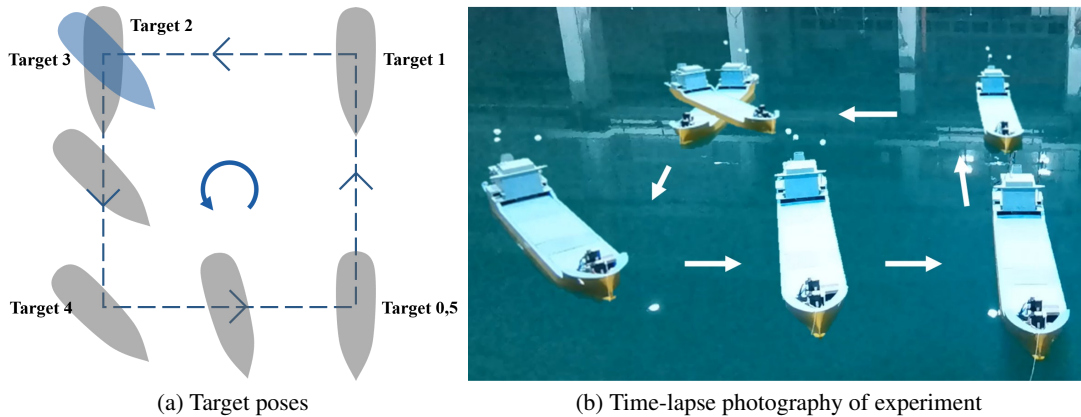 Target 2
Target 3
Target 1
Target 4
Target 0,5
(a) Target poses
(b) Time-lapse photography of experiment